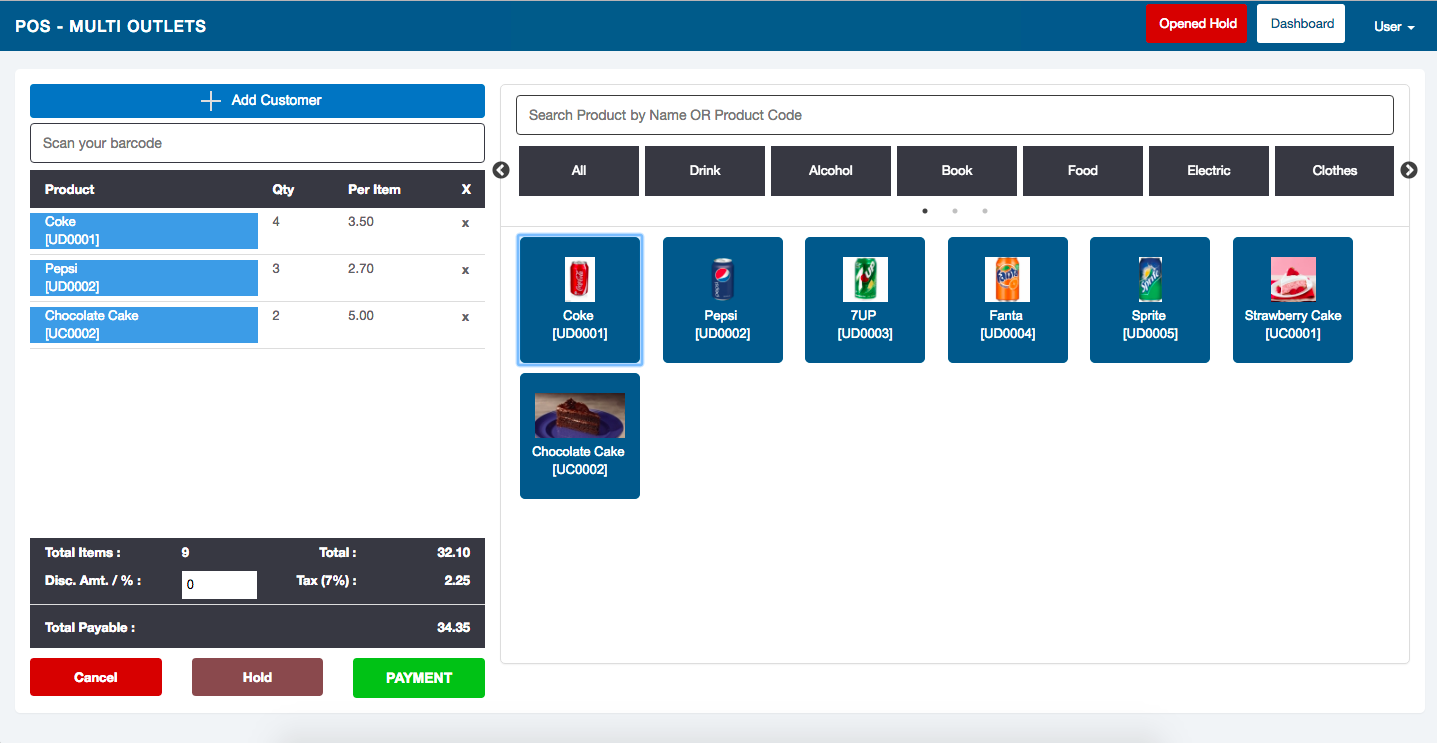 POS - MULTI OUTLETS
Opened Hold
Dashboard
User
Add Customer
Scan your barcode
Product Qty Per Item X
Coke 4 3.50 x
[UD0001]
Pepsi 3 2.70 x
[UD0002]
Chocolate Cake 2 5.00 x
[UC0002]
Total Items : 9 Total : 32.10
Disc. Amt. / % : 0 Tax (7%) : 2.25
Total Payable : 34.35
Cancel Hold PAYMENT
Search Product by Name OR Product Code
All Drink Alcohol Book Food Electric Clothes
Coke
[UD0001]
Pepsi
[UD0002]
7UP
[UD0003]
Fanta
[UD0004]
Sprite
[UD0005]
Strawberry Cake
[UC0001]
Chocolate Cake
[UC0002]